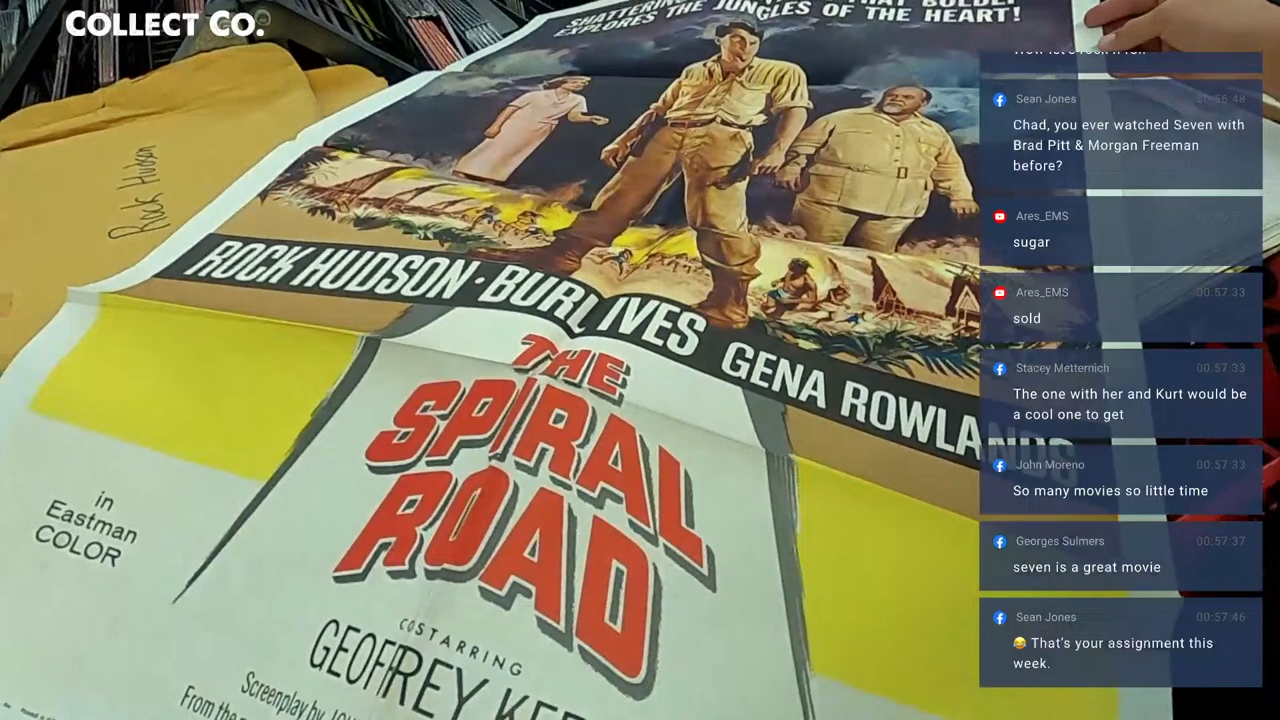 COLLECT CO.
EXPLORES THE JUNGLES OF THE HEART!
Rock Hudson
ROCK HUDSON · BURL IVES GENA ROWLANDS
THE
SPIRAL
ROAD
in
Eastman
COLOR
COSTARRING
GEOFFREY
Screenplay by
From the
Sean Jones
Chad, you ever watched Seven with
Brad Pitt & Morgan Freeman
before?
Ares_EMS
sugar
Ares_EMS 00:57:33
sold
Stacey Metternich 00:57:33
The one with her and Kurt would be
a cool one to get
John Moreno 00:57:33
So many movies so little time
Georges Sulmers 00:57:37
seven is a great movie
Sean Jones 00:57:46
😂 That's your assignment this
week.